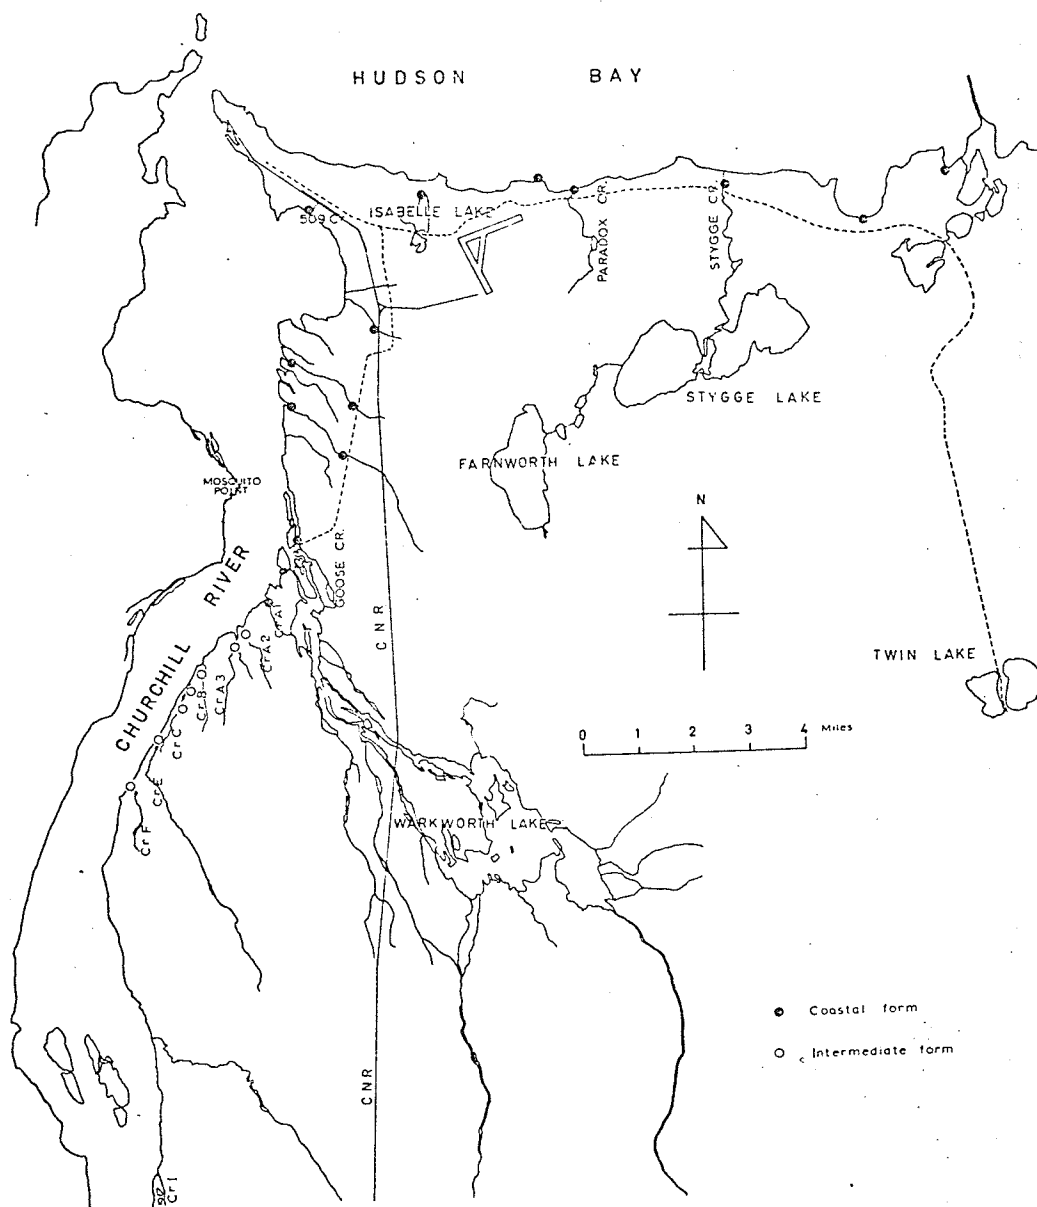 HUDSON BAY
ISABELLE LAKE
509 Cr
PARADOX CR.
STYGGE CR.
STYGGE LAKE
FARNWORTH LAKE
MOSQUITO
POINT
N
GOOSE CR.
CHURCHILL RIVER
CNR
Cr A1
Cr A2
Cr A3
Cr B
Cr C
Cr E
Cr F
TWIN LAKE
0 1 2 3 4 Miles
WARKWORTH LAKE
Coastal form
Intermediate form
CNR
Cr I